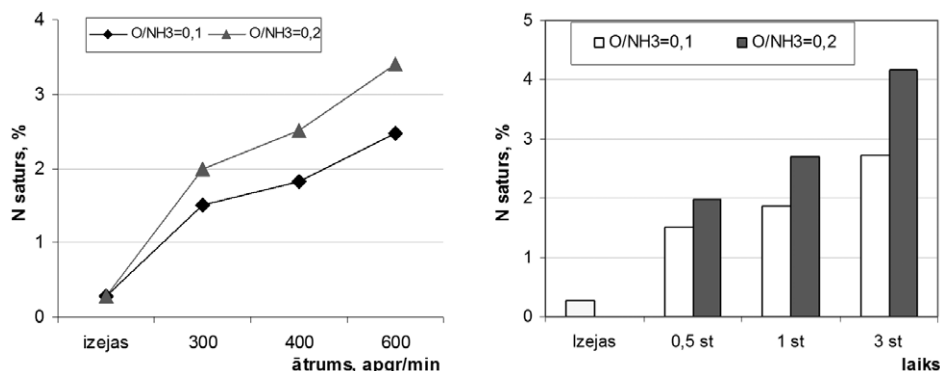 4
O/NH3=0,1
O/NH3=0,2
3
2
1
0
N saturs, %
izejas
300
400
600
ātrums, apgr/min
5
O/NH3=0,1
O/NH3=0,2
4
3
2
1
0
N saturs, %
Izejas
0,5 st
1 st
3 st
laiks